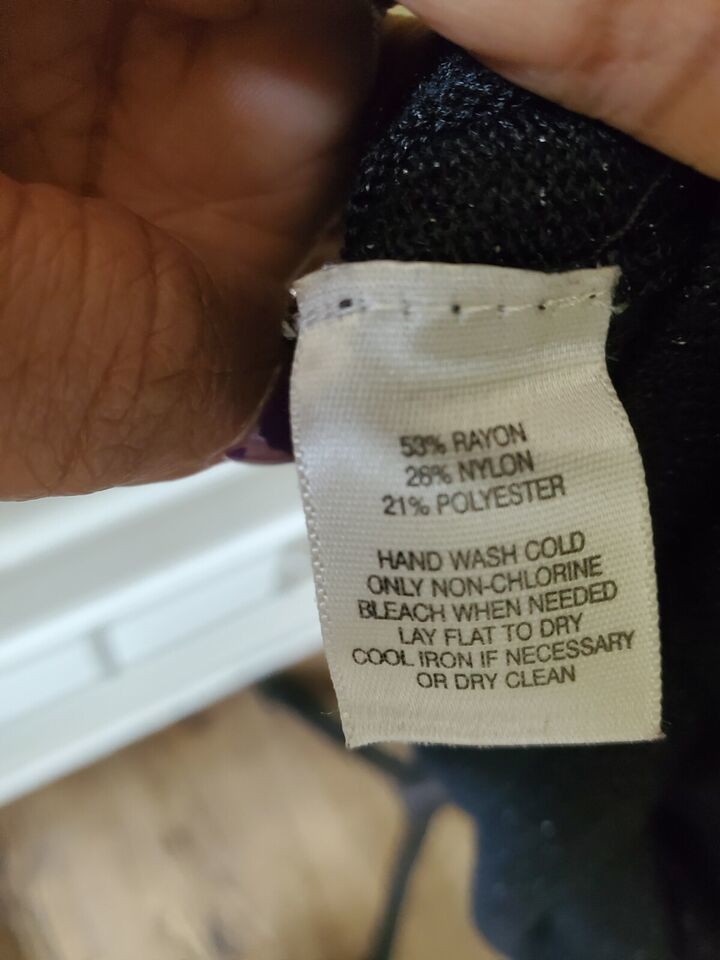 53% RAYON
26% NYLON
21% POLYESTER
HAND WASH COLD
ONLY NON-CHLORINE
BLEACH WHEN NEEDED
LAY FLAT TO DRY
COOL IRON IF NECESSARY
OR DRY CLEAN